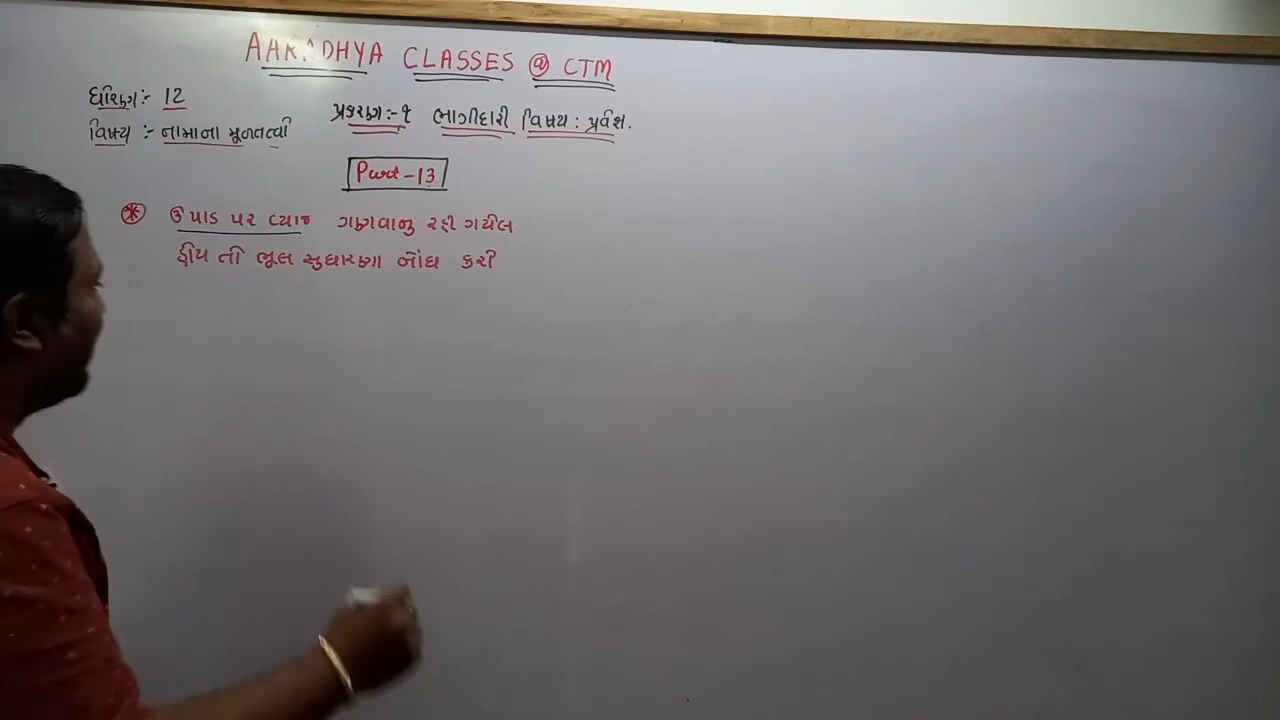 AARADHYA CLASSES @ CTM
ધોરણ :- 12
પ્રકરણ :- ૧ ભાગીદારી વિષય : પ્રવેશ.
વિષય :- નામાના મૂળતત્વો
Part - 13
* ઉપાડ પર વ્યાજ ગણવાનુ રહી ગયેલ
હોય તો ભૂલ સુધારણા નોંધ કરો